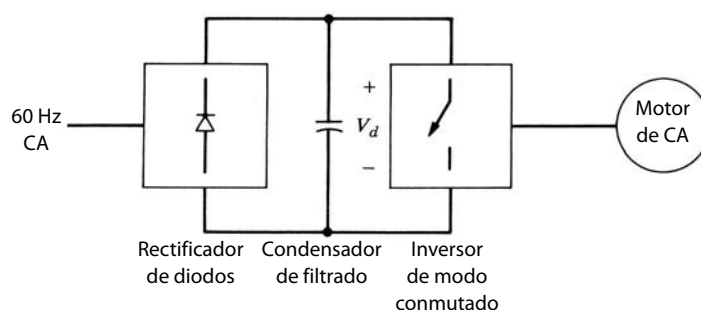 60 Hz
CA
+
V_d
−
Motor
de CA
Rectificador
de diodos
Condensador
de filtrado
Inversor
de modo
conmutado